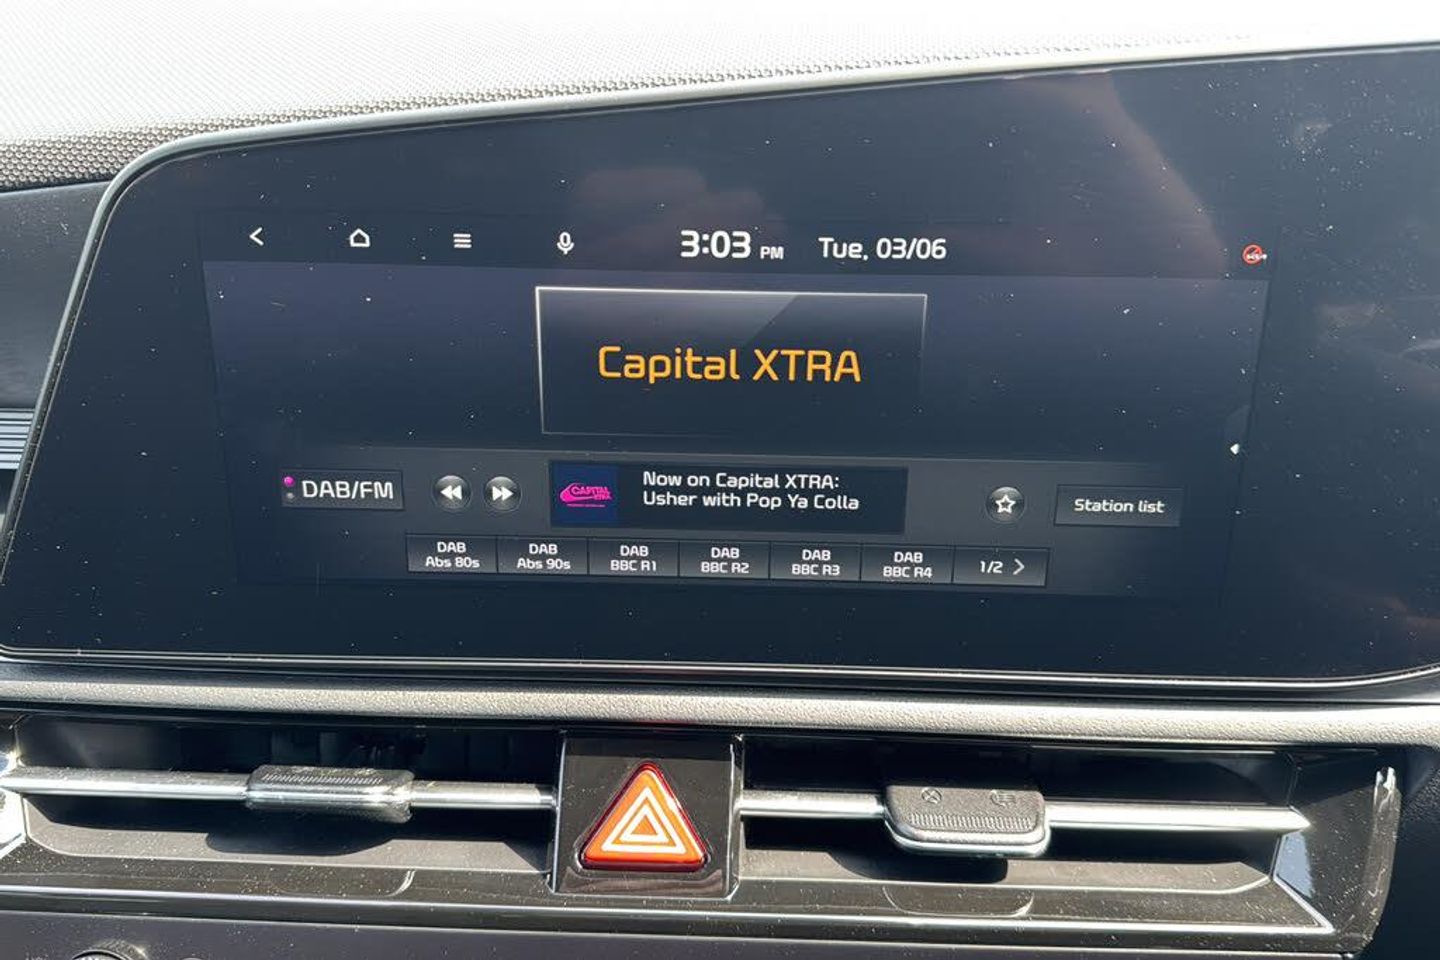 3:03 PM Tue, 03/06
Capital XTRA
DAB/FM
CAPITAL
XTRA
Now on Capital XTRA:
Usher with Pop Ya Colla
Station list
DAB
Abs 80s
DAB
Abs 90s
DAB
BBC R1
DAB
BBC R2
DAB
BBC R3
DAB
BBC R4
1/2